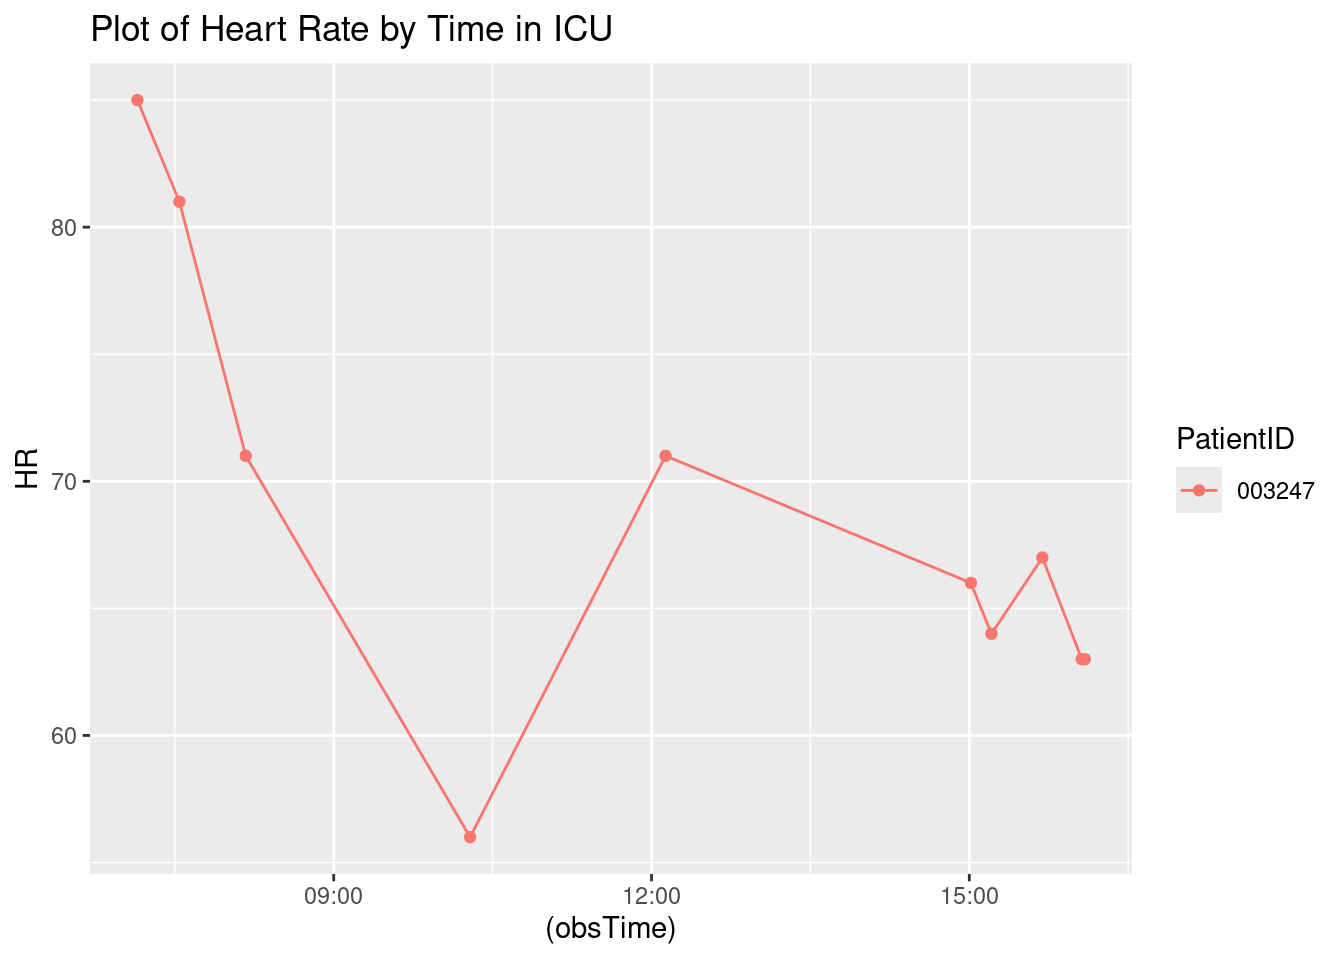 Plot of Heart Rate by Time in ICU
HR
80
70
60
09:00 12:00 15:00
(obsTime)
PatientID
003247